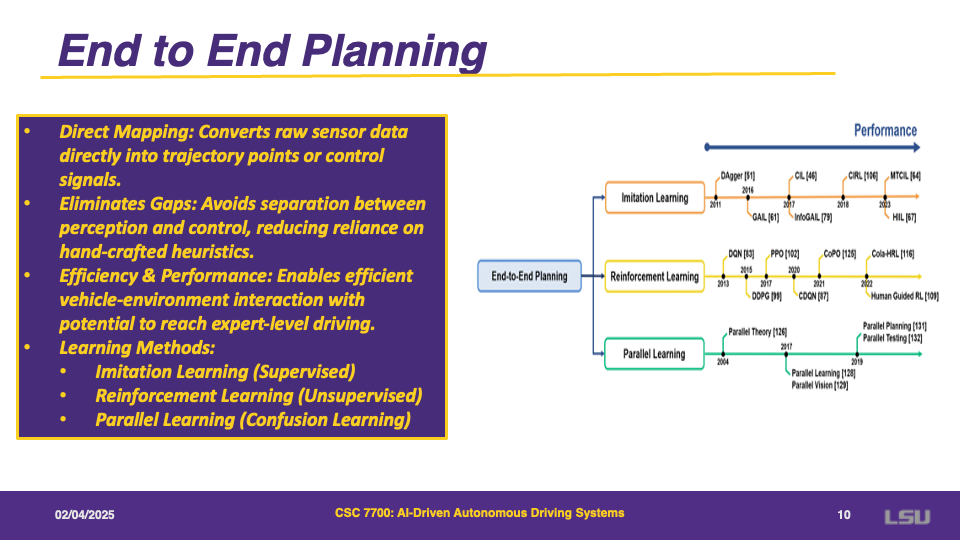 End to End Planning
• Direct Mapping: Converts raw sensor data
directly into trajectory points or control
signals.
• Eliminates Gaps: Avoids separation between
perception and control, reducing reliance on
hand-crafted heuristics.
• Efficiency & Performance: Enables efficient
vehicle-environment interaction with
potential to reach expert-level driving.
• Learning Methods:
• Imitation Learning (Supervised)
• Reinforcement Learning (Unsupervised)
• Parallel Learning (Confusion Learning)
Performance
End-to-End Planning
Imitation Learning
DAgger [51]
2011
2016
GAIL [61]
CIL [46]
2017
InfoGAIL [79]
CIRL [106]
2018
MTCIL [64]
2023
HIIL [67]
Reinforcement Learning
DQN [83]
2013
2015
DDPG [99]
PPO [102]
2017
2020
CDQN [87]
CoPO [125]
2021
Cola-HRL [116]
2022
Human Guided RL [109]
Parallel Learning
Parallel Theory [126]
2004
2017
Parallel Learning [128]
Parallel Vision [129]
Parallel Planning [131]
Parallel Testing [132]
2019
02/04/2025
CSC 7700: AI-Driven Autonomous Driving Systems
10
LSU